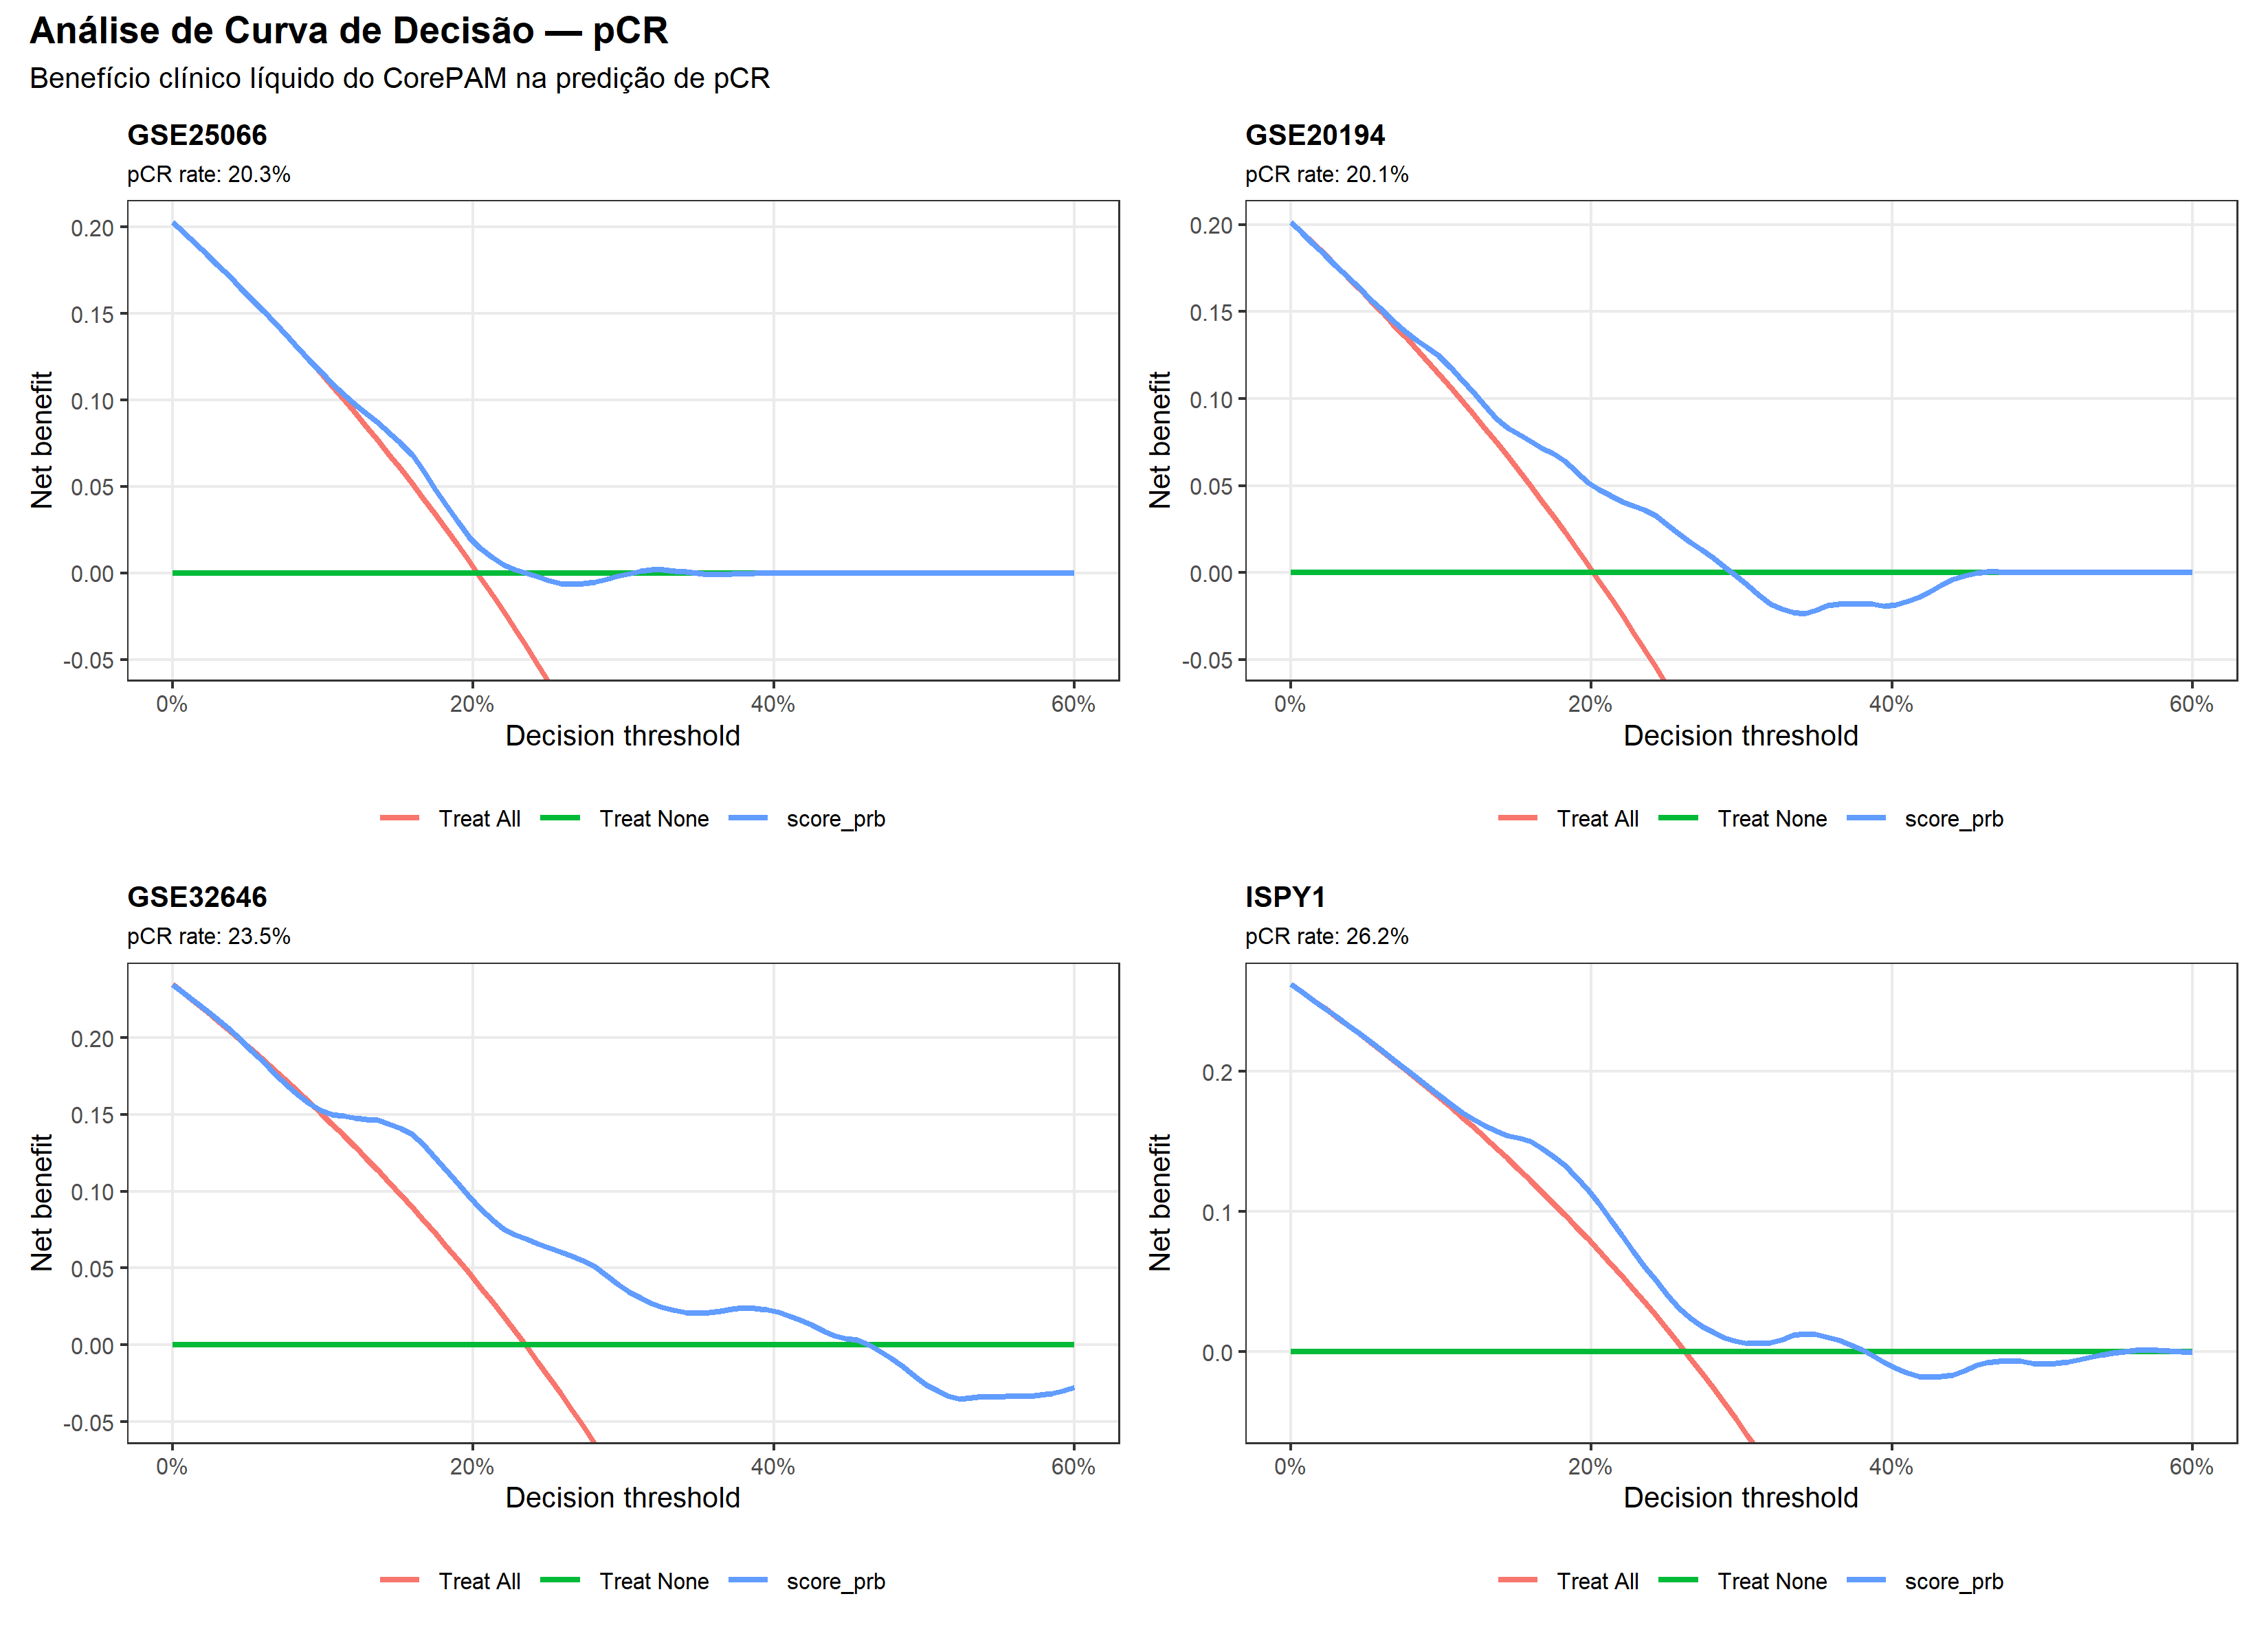 Análise de Curva de Decisão — pCR
Benefício clínico líquido do CorePAM na predição de pCR
GSE25066
pCR rate: 20.3%
Net benefit
0.20
0.15
0.10
0.05
0.00
-0.05
0%
20%
40%
60%
Decision threshold
Treat All
Treat None
score_prb
GSE20194
pCR rate: 20.1%
Net benefit
0.20
0.15
0.10
0.05
0.00
-0.05
0%
20%
40%
60%
Decision threshold
Treat All
Treat None
score_prb
GSE32646
pCR rate: 23.5%
Net benefit
0.20
0.15
0.10
0.05
0.00
-0.05
0%
20%
40%
60%
Decision threshold
Treat All
Treat None
score_prb
ISPY1
pCR rate: 26.2%
Net benefit
0.2
0.1
0.0
0%
20%
40%
60%
Decision threshold
Treat All
Treat None
score_prb